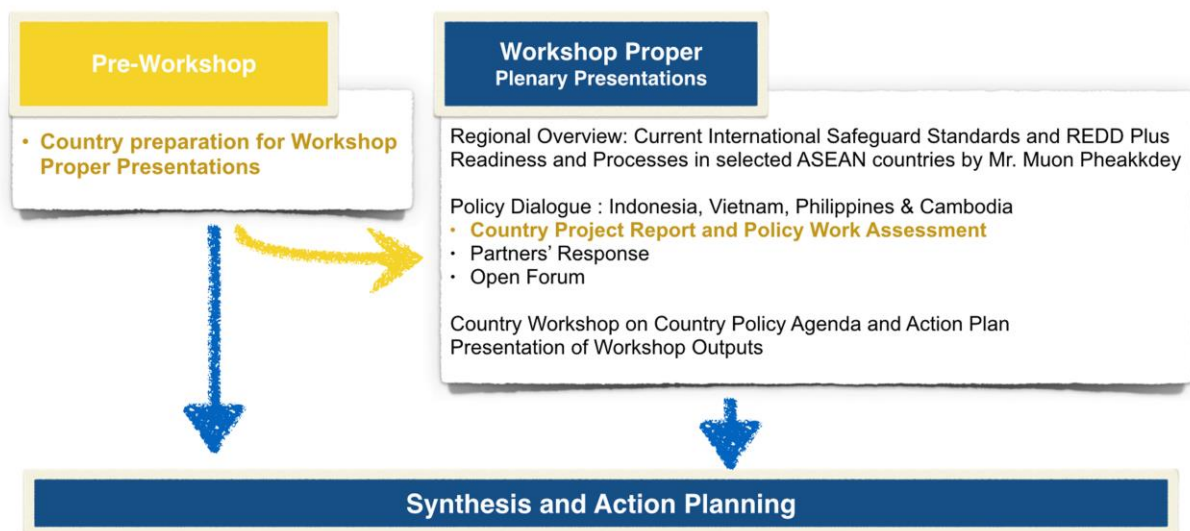 Pre-Workshop
• Country preparation for Workshop
Proper Presentations
Workshop Proper
Plenary Presentations
Regional Overview: Current International Safeguard Standards and REDD Plus
Readiness and Processes in selected ASEAN countries by Mr. Muon Pheakkdey
Policy Dialogue : Indonesia, Vietnam, Philippines & Cambodia
• Country Project Report and Policy Work Assessment
• Partners’ Response
• Open Forum
Country Workshop on Country Policy Agenda and Action Plan
Presentation of Workshop Outputs
Synthesis and Action Planning